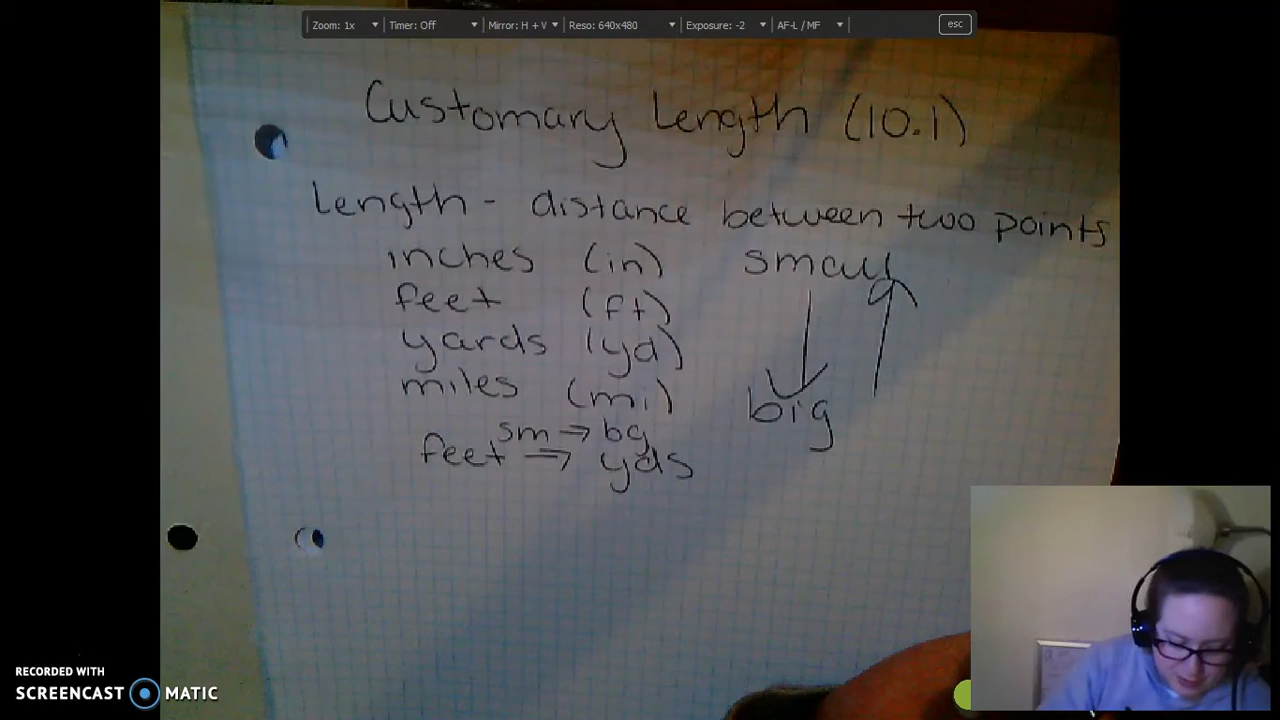 Zoom: 1x Timer: Off Mirror: H + V Reso: 640x480 Exposure: -2 AF-L / MF esc
Customary Length (10.1)
Length - distance between two points
inches (in) small
feet (ft)
yards (yd)
miles (mi) big
sm → bg
feet → yds
RECORDED WITH
SCREENCAST MATIC